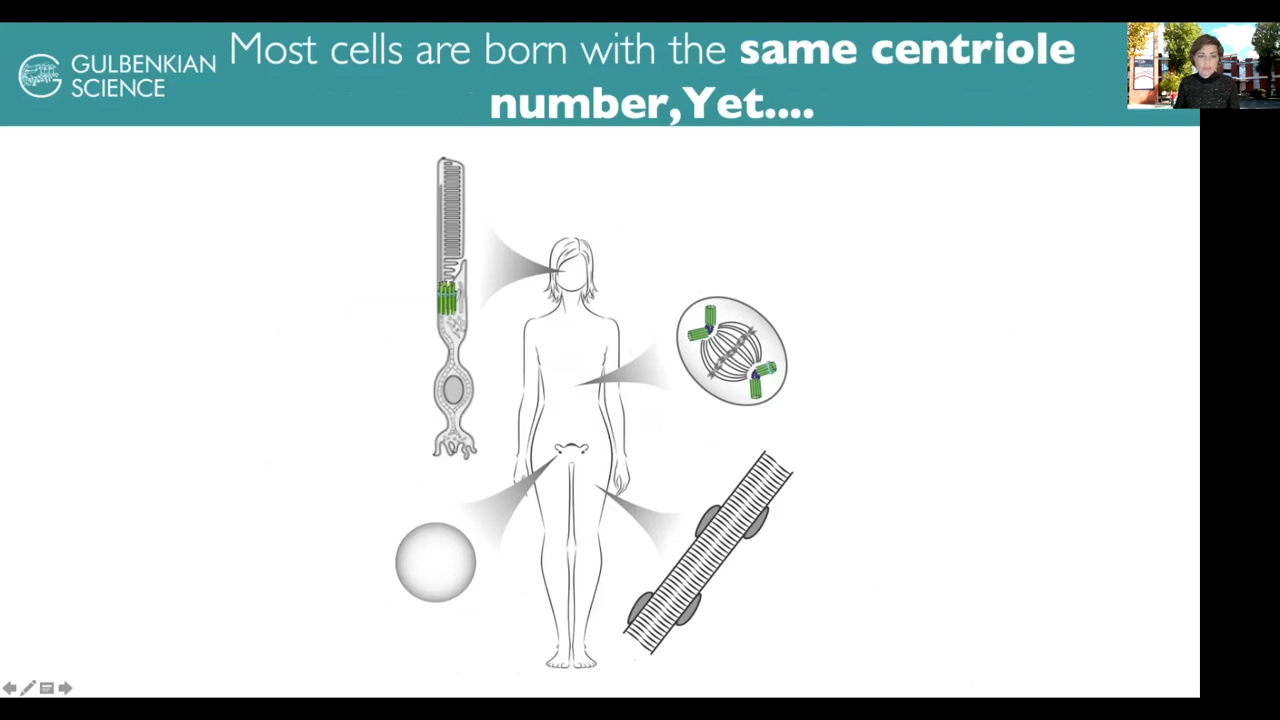 GULBENKIAN
SCIENCE
Most cells are born with the same centriole
number,Yet....